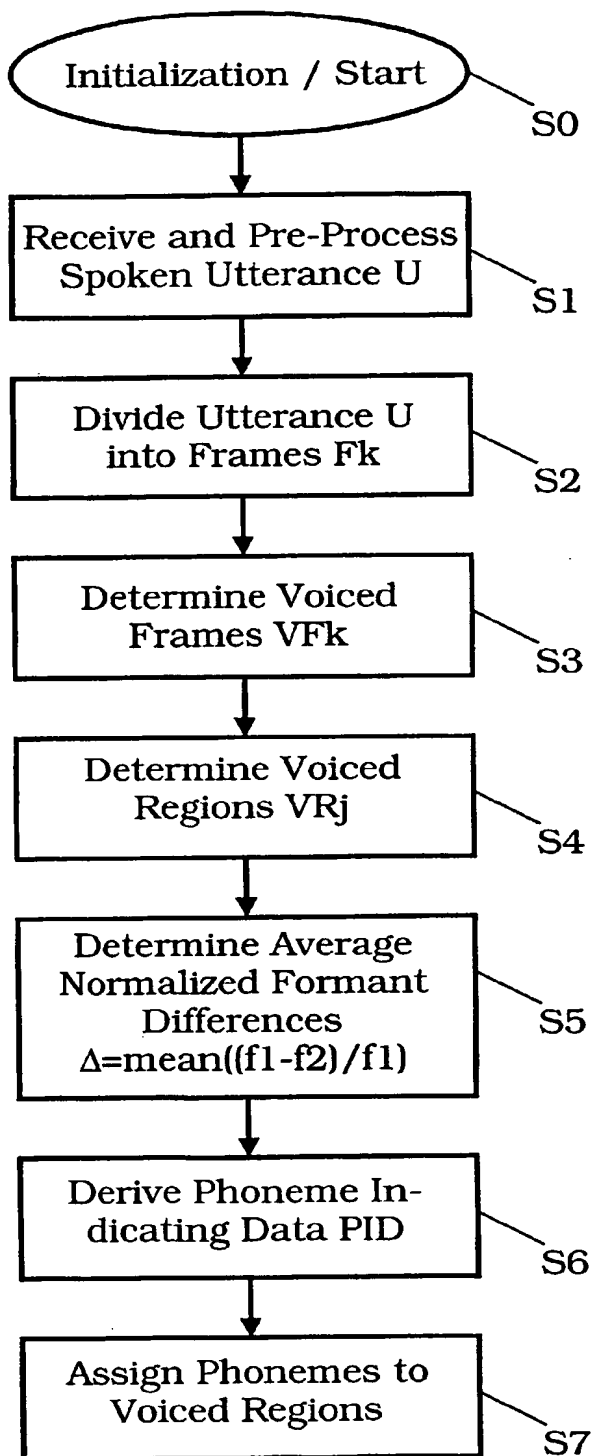 Initialization / Start
S0
Receive and Pre-Process
Spoken Utterance U
S1
Divide Utterance U
into Frames Fk
S2
Determine Voiced
Frames VFk
S3
Determine Voiced
Regions VRj
S4
Determine Average
Normalized Formant
Differences
Δ=mean((f1-f2)/f1)
S5
Derive Phoneme In-
dicating Data PID
S6
Assign Phonemes to
Voiced Regions
S7